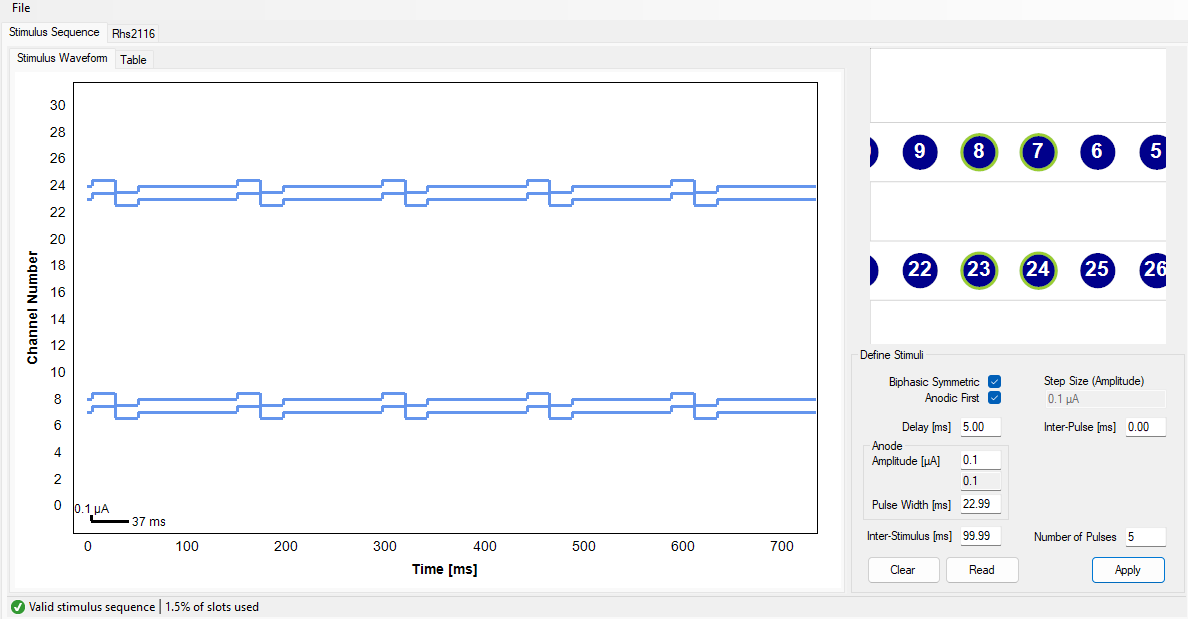 File
Stimulus Sequence Rhs2116
Stimulus Waveform Table
30
28
26
24
22
20
18
16
14
12
10
8
6
4
2
0
Channel Number
0.1 µA
37 ms
0 100 200 300 400 500 600 700
Time [ms]
9 8 7 6 5
22 23 24 25 26
Define Stimuli
Biphasic Symmetric
Step Size (Amplitude)
Anodic First
0.1 µA
Delay [ms] 5.00
Inter-Pulse [ms] 0.00
Anode
Amplitude [µA] 0.1
0.1
Pulse Width [ms] 22.99
Inter-Stimulus [ms] 99.99
Number of Pulses 5
Clear Read Apply
Valid stimulus sequence | 1.5% of slots used